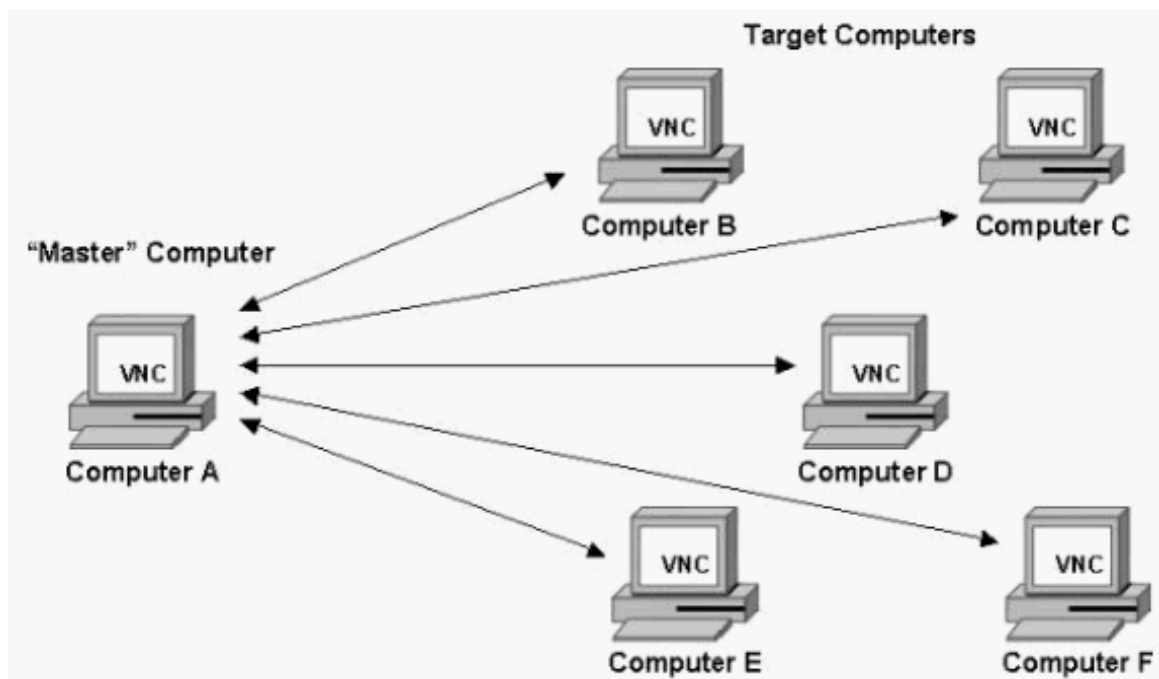 Target Computers
VNC
VNC
Computer B
Computer C
“Master” Computer
VNC
VNC
Computer A
Computer D
VNC
VNC
Computer E
Computer F